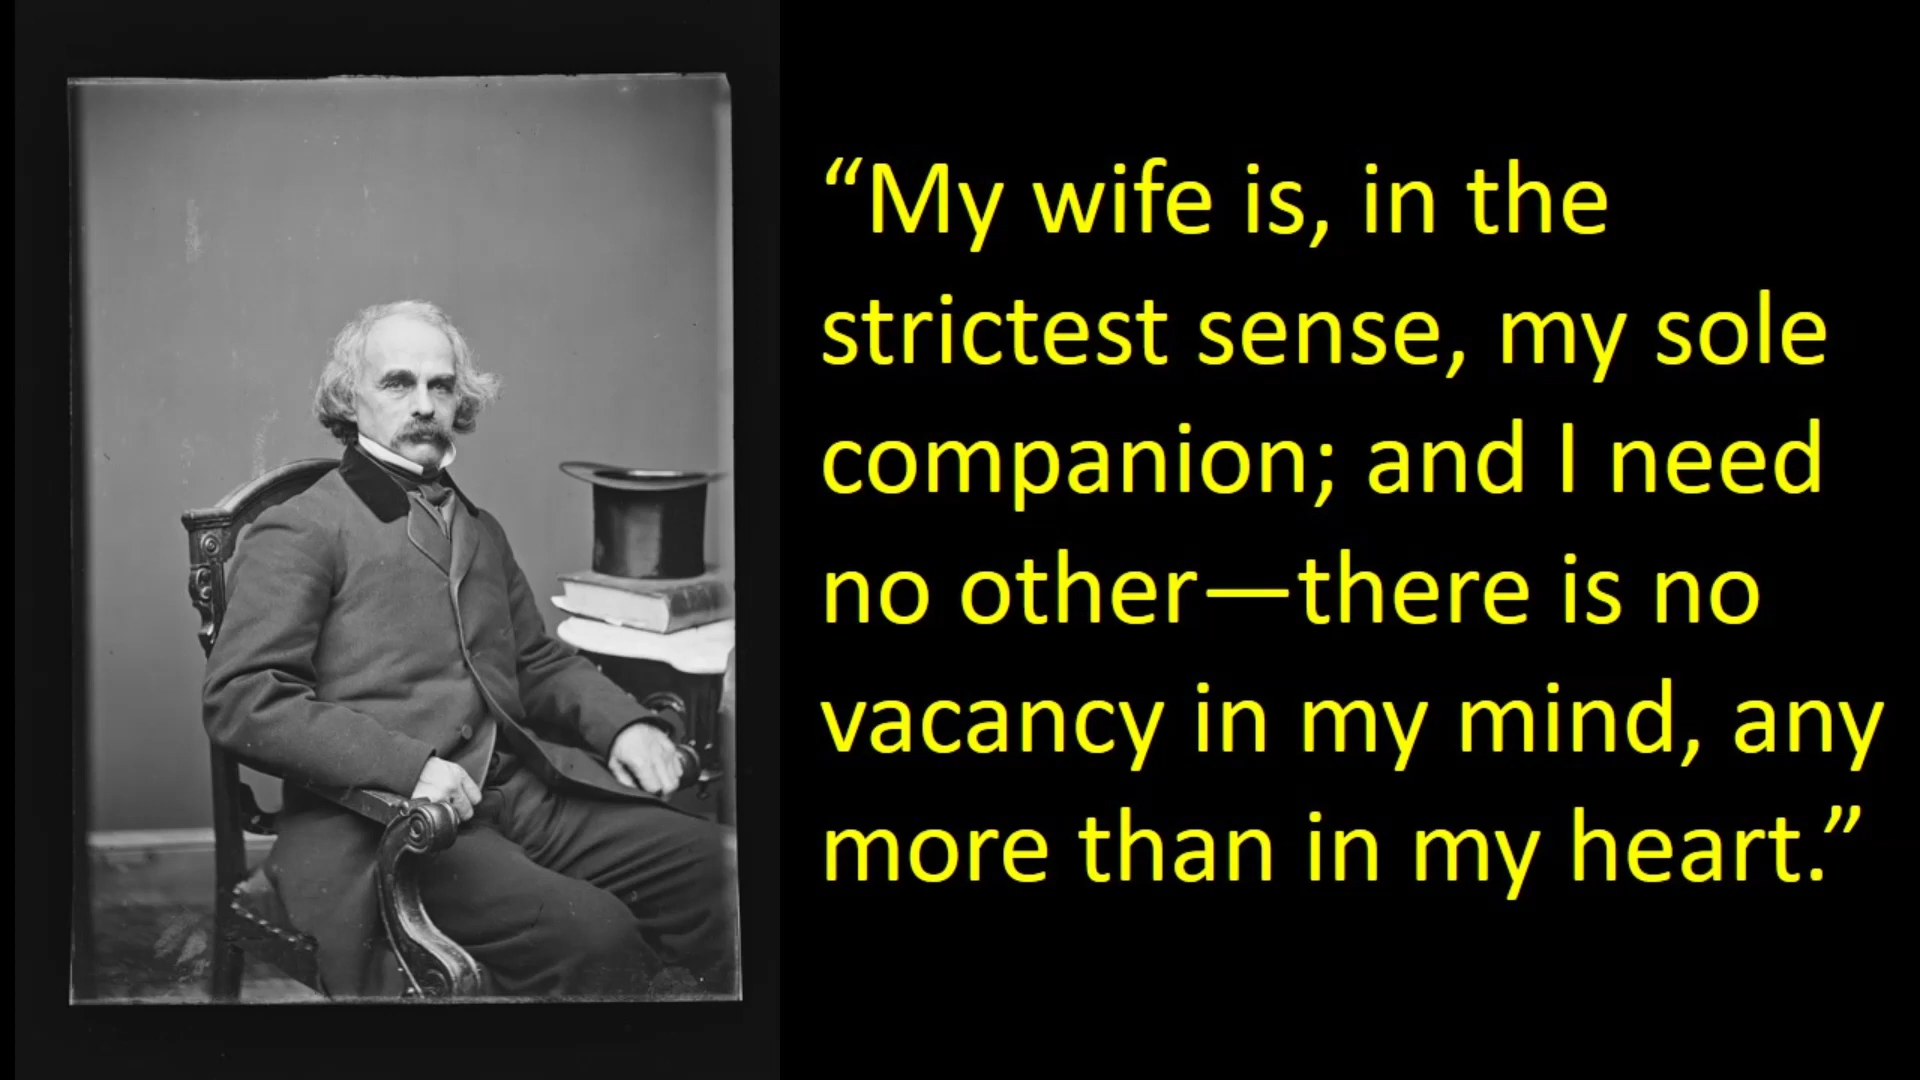 “My wife is, in the
strictest sense, my sole
companion; and I need
no other—there is no
vacancy in my mind, any
more than in my heart.”